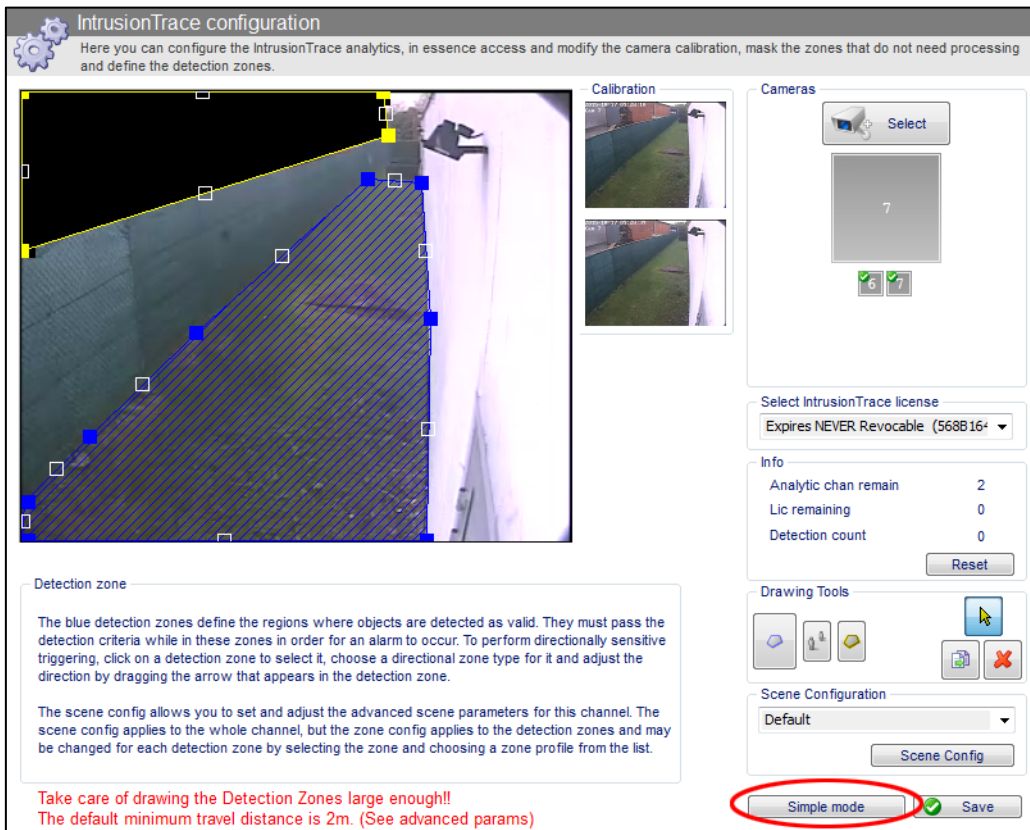 IntrusionTrace configuration
Here you can configure the IntrusionTrace analytics, in essence access and modify the camera calibration, mask the zones that do not need processing
and define the detection zones.
Calibration
Cameras
Select
7
6 7
Select IntrusionTrace license
Expires NEVER Revocable (568B164
Info
Analytic chan remain 2
Lic remaining 0
Detection count 0
Reset
Detection zone
The blue detection zones define the regions where objects are detected as valid. They must pass the
detection criteria while in these zones in order for an alarm to occur. To perform directionally sensitive
triggering, click on a detection zone to select it, choose a directional zone type for it and adjust the
direction by dragging the arrow that appears in the detection zone.
The scene config allows you to set and adjust the advanced scene parameters for this channel. The
scene config applies to the whole channel, but the zone config applies to the detection zones and may
be changed for each detection zone by selecting the zone and choosing a zone profile from the list.
Drawing Tools
Scene Configuration
Default
Scene Config
Take care of drawing the Detection Zones large enough!!
The default minimum travel distance is 2m. (See advanced params)
Simple mode
Save